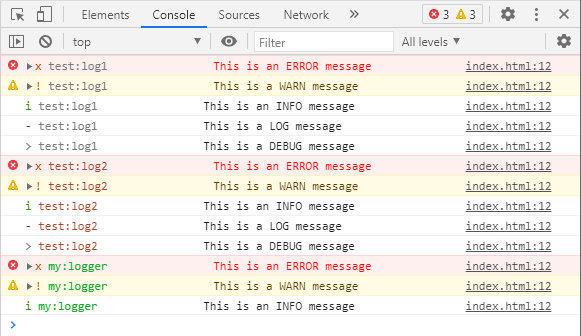 Elements Console Sources Network » 3 3
top ▼ Filter All levels ▼
x test:log1 This is an ERROR message index.html:12
! test:log1 This is a WARN message index.html:12
i test:log1 This is an INFO message index.html:12
- test:log1 This is a LOG message index.html:12
> test:log1 This is a DEBUG message index.html:12
x test:log2 This is an ERROR message index.html:12
! test:log2 This is a WARN message index.html:12
i test:log2 This is an INFO message index.html:12
- test:log2 This is a LOG message index.html:12
> test:log2 This is a DEBUG message index.html:12
x my:logger This is an ERROR message index.html:12
! my:logger This is a WARN message index.html:12
i my:logger This is an INFO message index.html:12
>